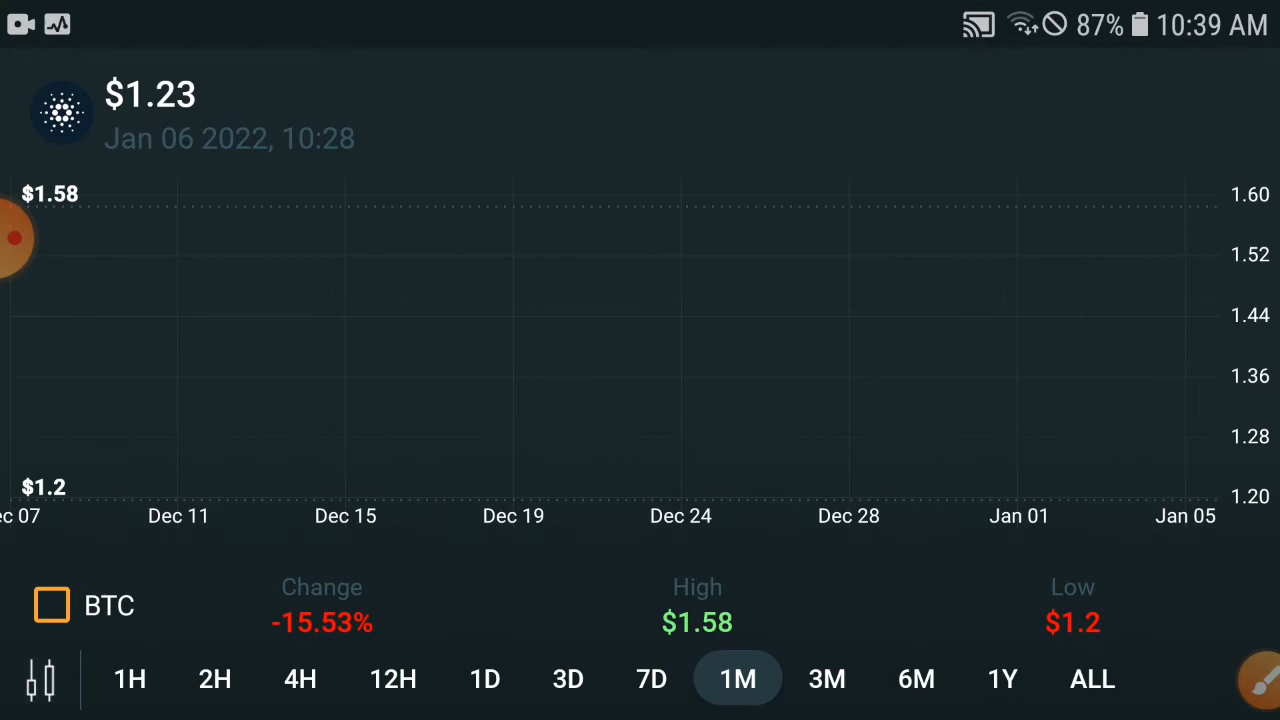 87% 10:39 AM
$1.23
Jan 06 2022, 10:28
$1.58
1.60
1.52
1.44
1.36
1.28
$1.2
1.20
ec 07 Dec 11 Dec 15 Dec 19 Dec 24 Dec 28 Jan 01 Jan 05
Change High Low
BTC -15.53% $1.58 $1.2
1H 2H 4H 12H 1D 3D 7D 1M 3M 6M 1Y ALL